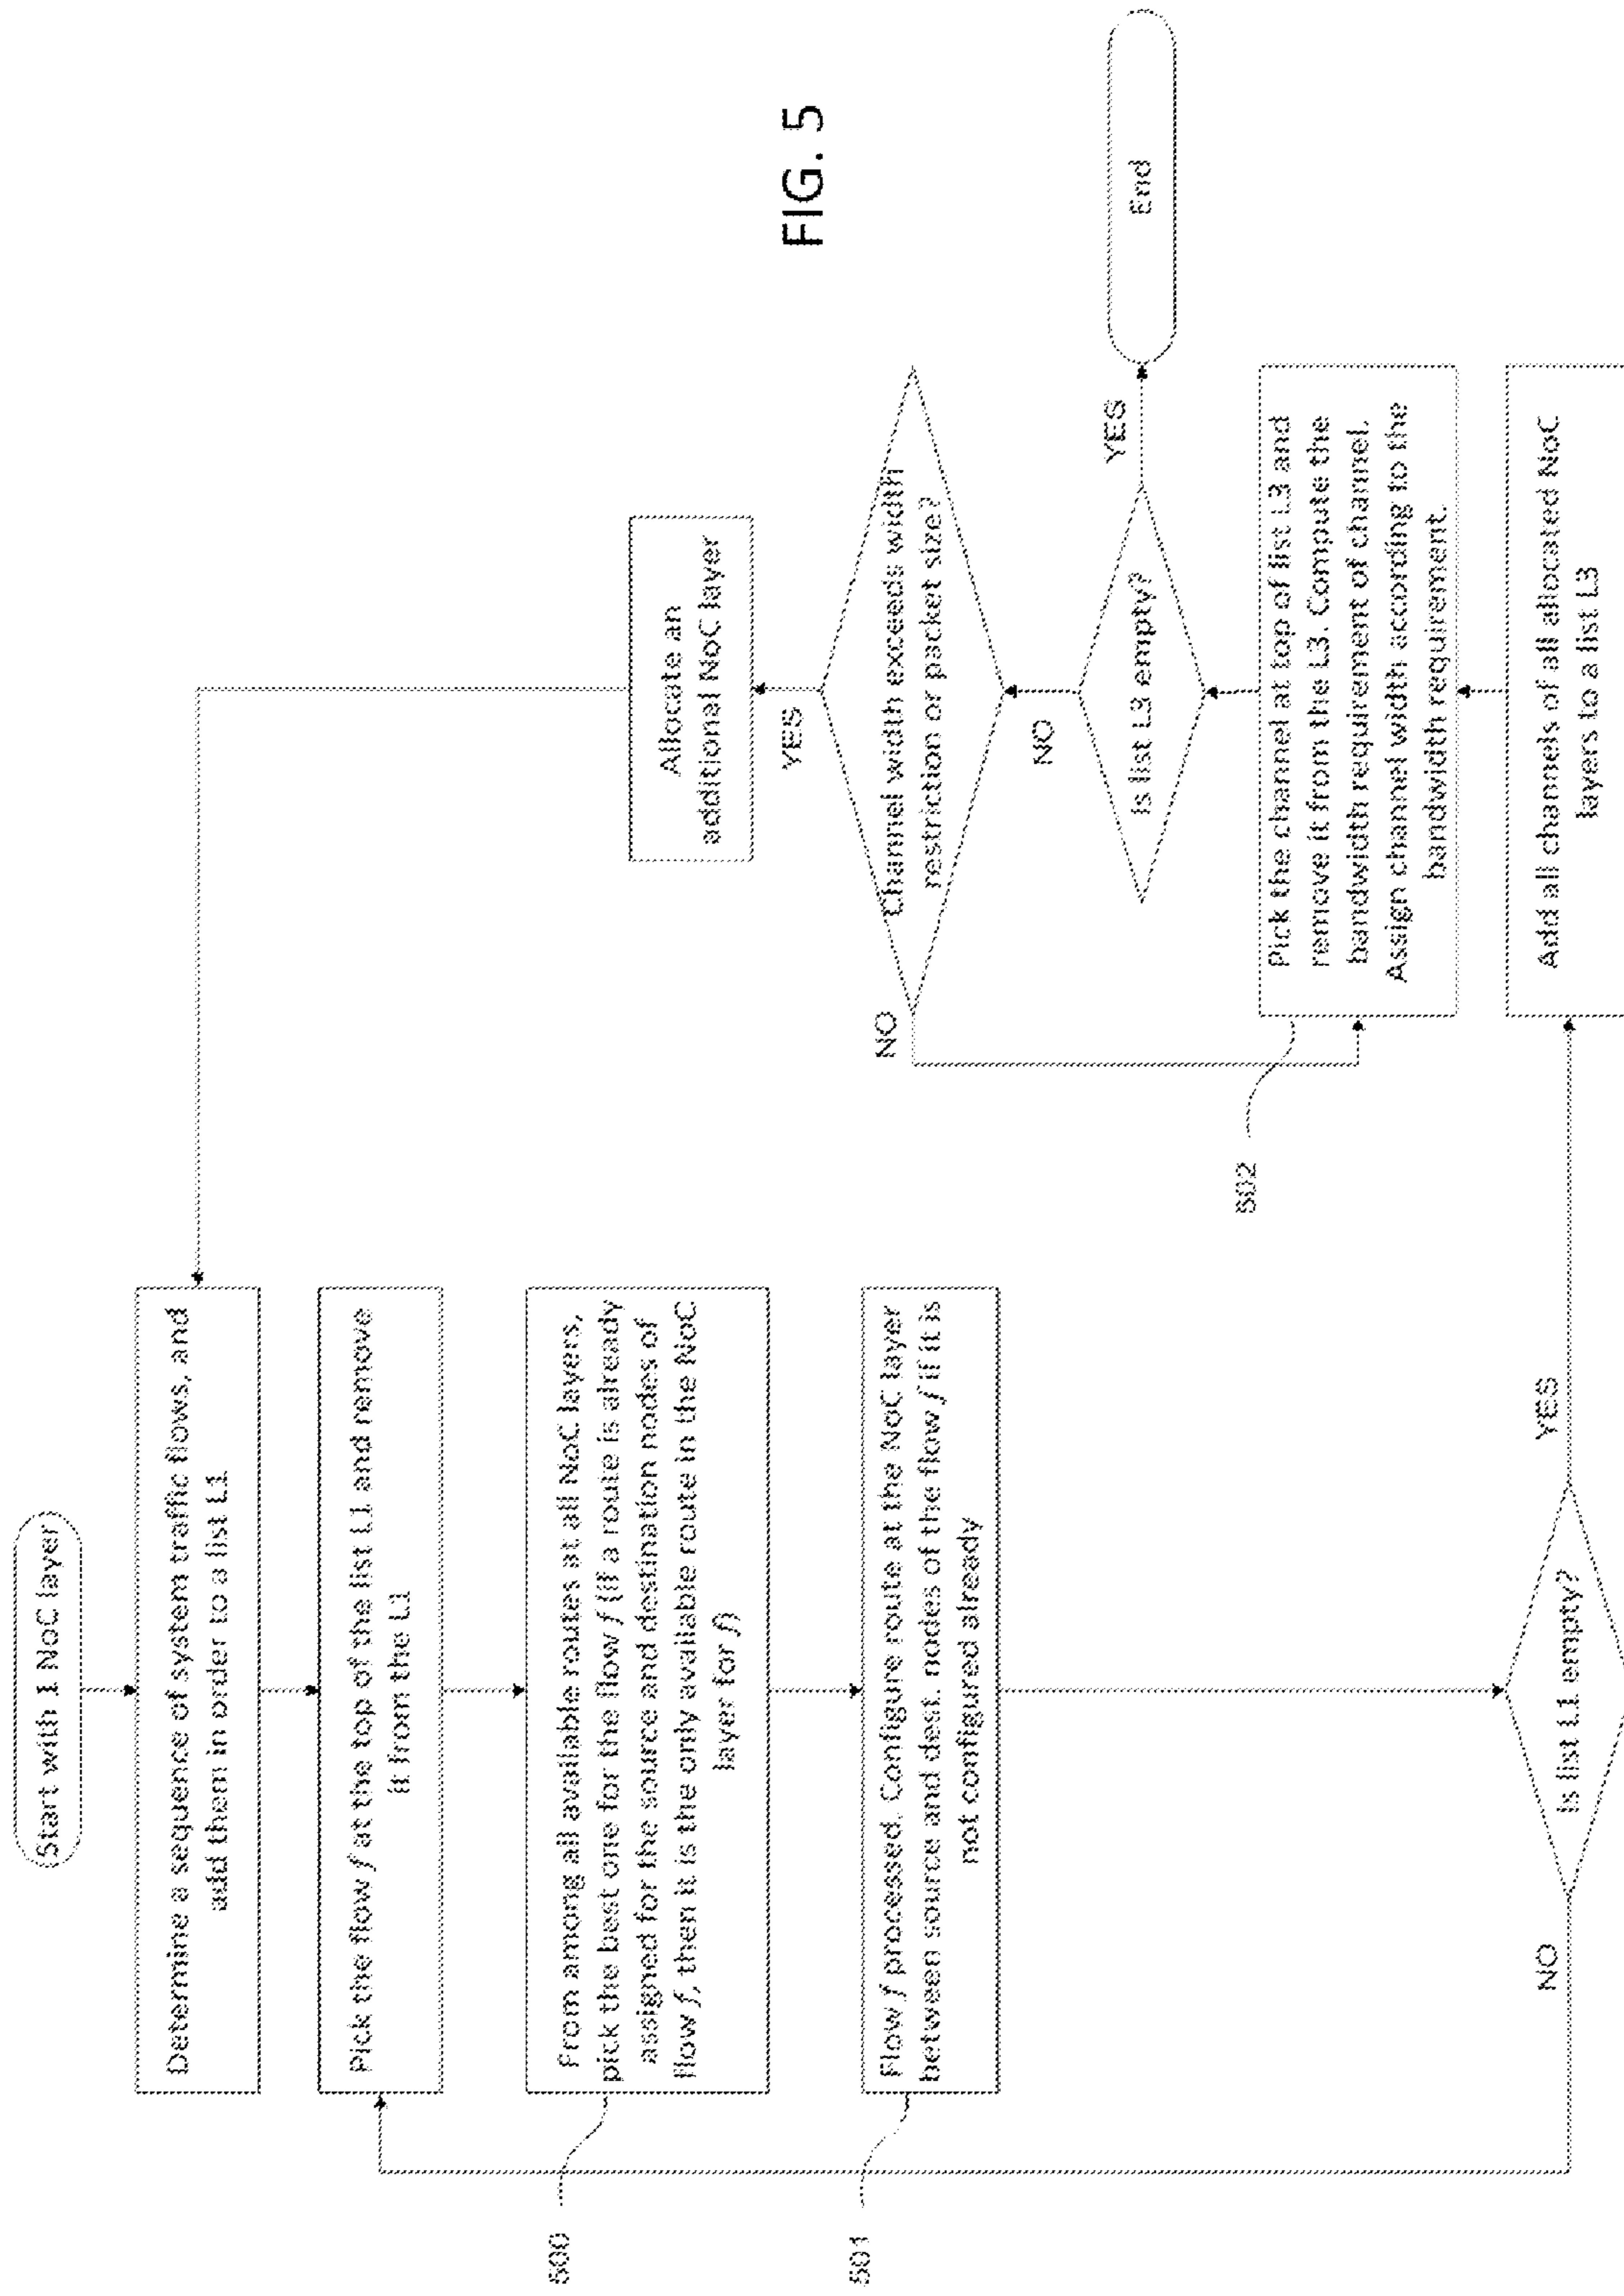 Start with 1 NoC layer
Determine a sequence of system traffic flows, and
add them in order to a list L1
Pick the flow f at the top of the list L1 and remove
it from the L1
500
From among all available routes at all NoC layers,
pick the best one for the flow f (if a route is already
assigned for the source and destination nodes of
flow f, then it is the only available route in the NoC
layer for f)
501
Flow f processed. Configure route at the NoC layer
between source and dest. nodes of the flow f if it is
not configured already
Is list L1 empty?
NO
YES
Add all channels of all allocated NoC
layers to a list L3
502
Pick the channel at top of list L3 and
remove it from the L3. Compute the
bandwidth requirement of channel.
Assign channel width according to the
bandwidth requirement.
Is list L3 empty?
YES
End
NO
Channel width exceeds width
restriction or packet size?
NO
YES
Allocate an
additional NoC layer
FIG. 5